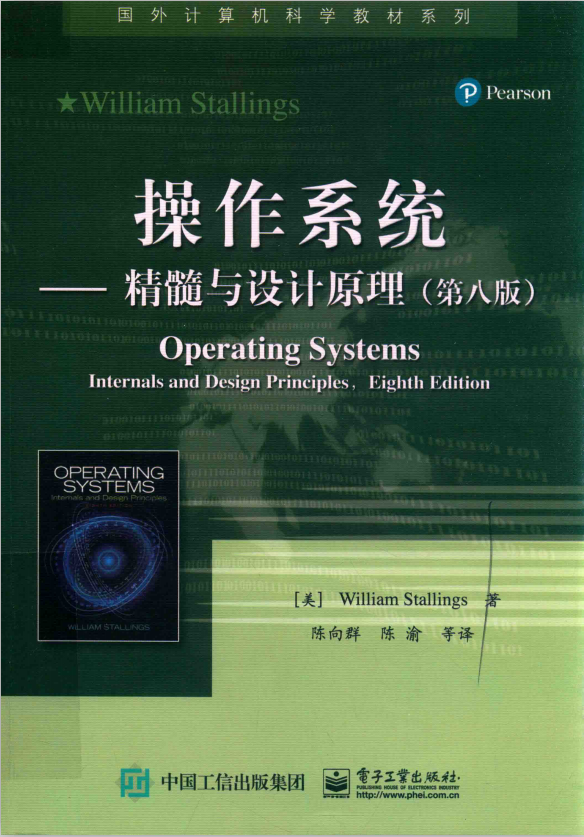 国外计算机科学教材系列
★William Stallings
Pearson
操作系统
—— 精髓与设计原理（第八版）
Operating Systems
Internals and Design Principles, Eighth Edition
OPERATING
SYSTEMS
Internals and Design Principles
WILLIAM STALLINGS
[美] William Stallings 著
陈向群 陈渝 等译
中国工信出版集团
电子工业出版社
PUBLISHING HOUSE OF ELECTRONICS INDUSTRY
http://www.phei.com.cn